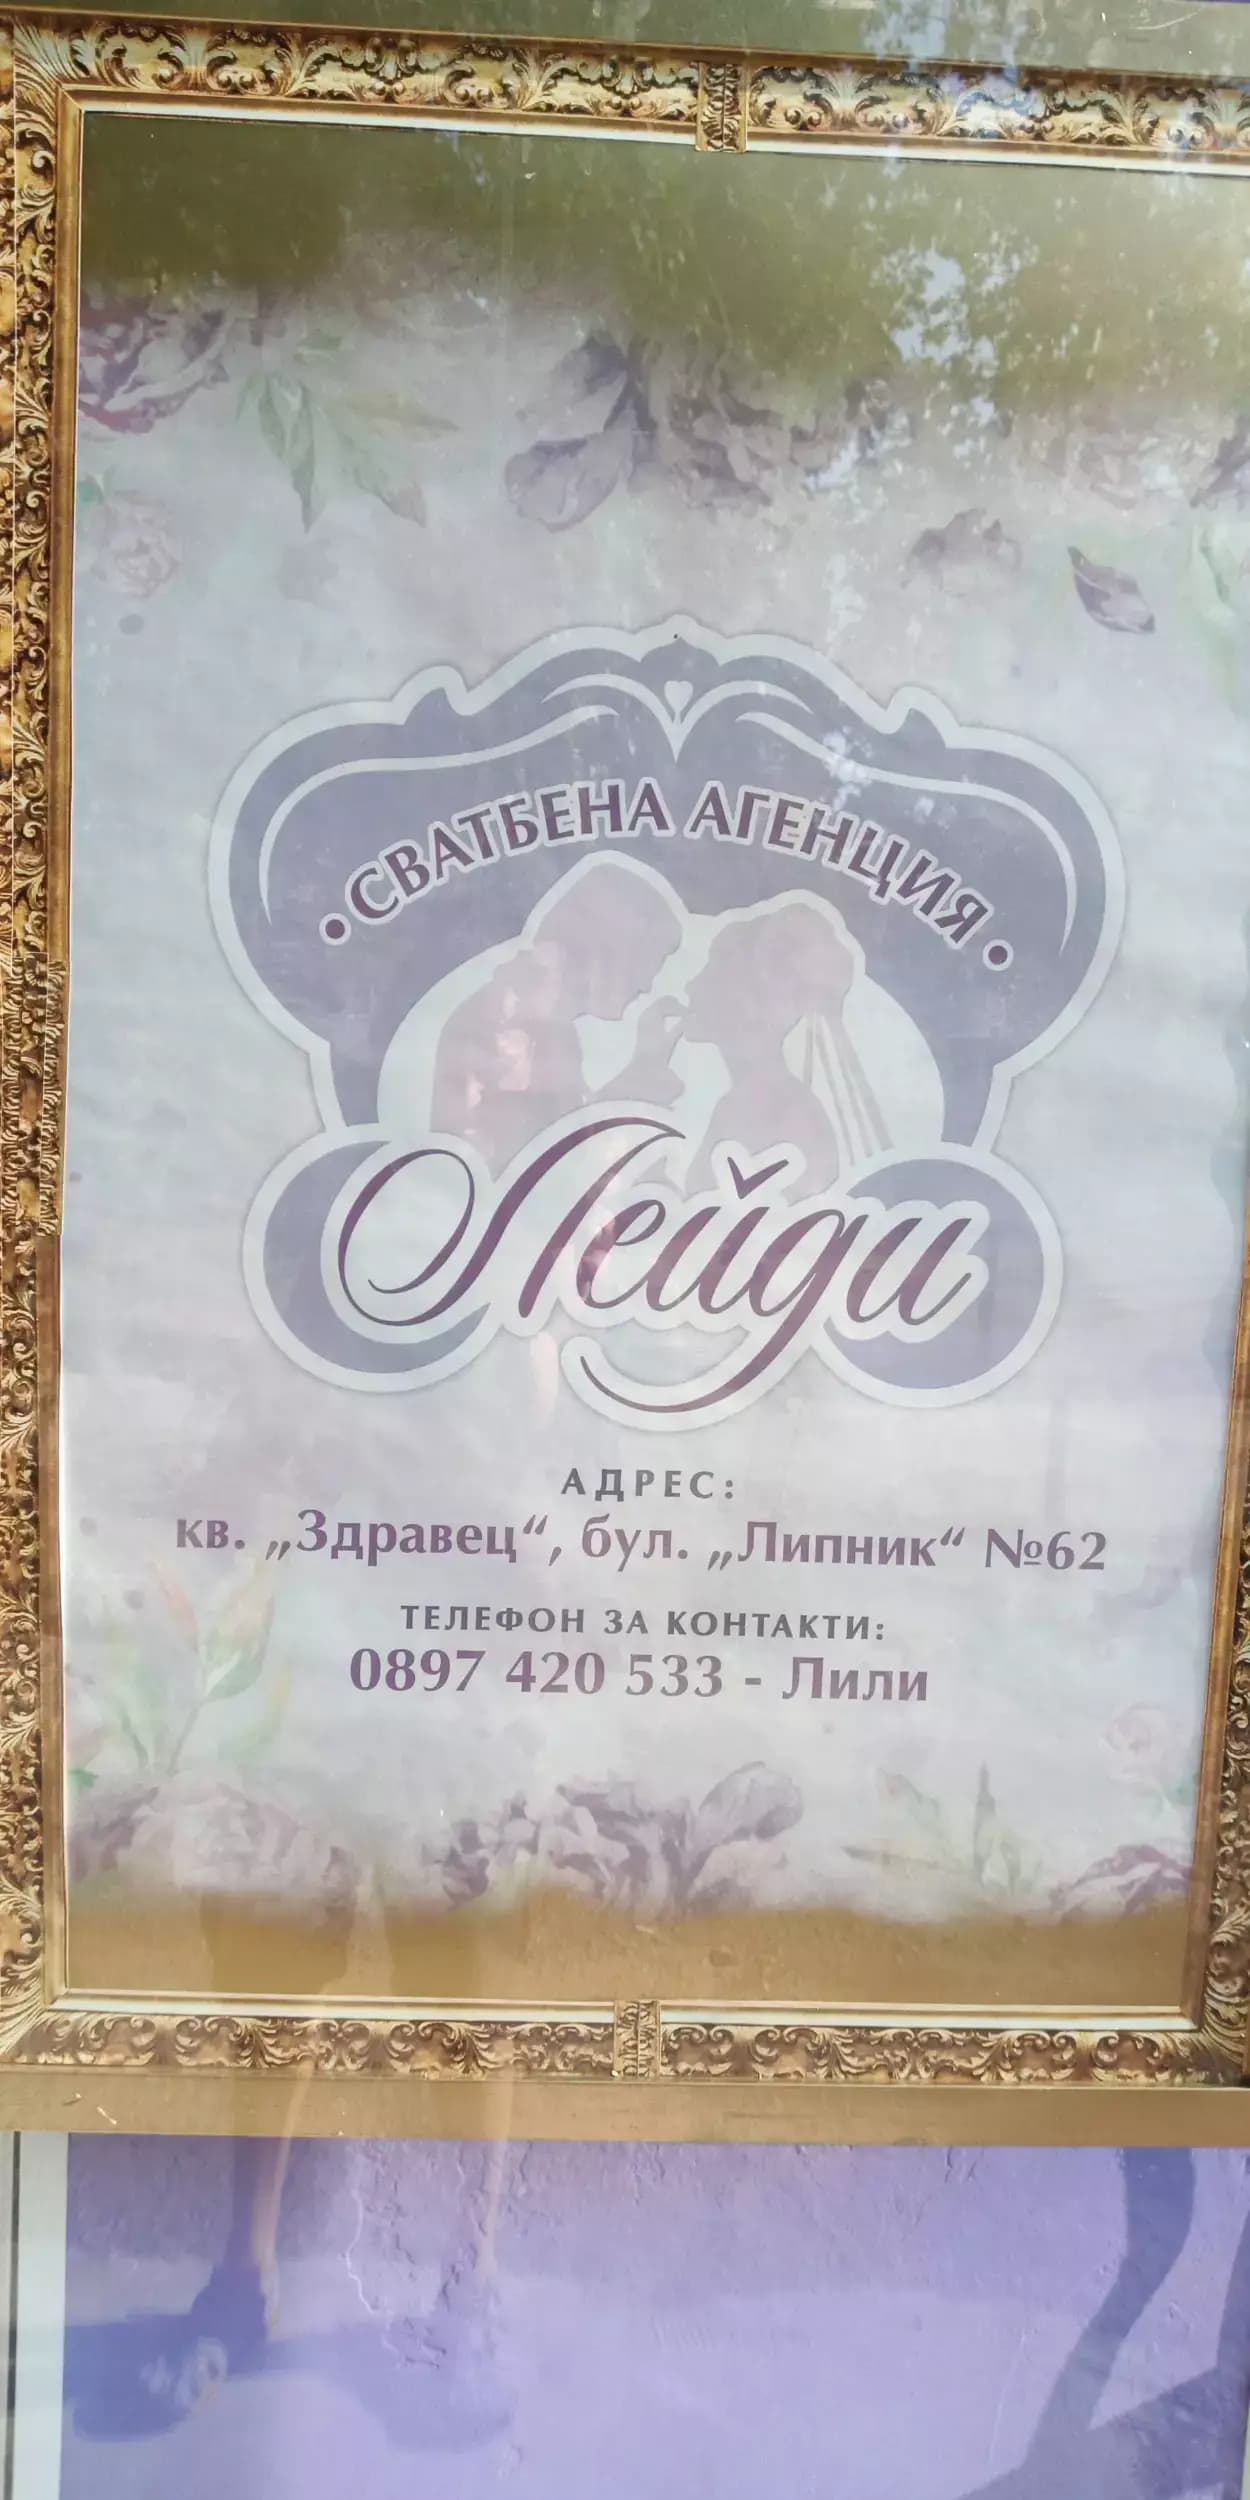 • СВАТБЕНА АГЕНЦИЯ •
Лейди
АДРЕС:
кв. „Здравец“, бул. „Липник“ №62
ТЕЛЕФОН ЗА КОНТАКТИ:
0897 420 533 - Лили